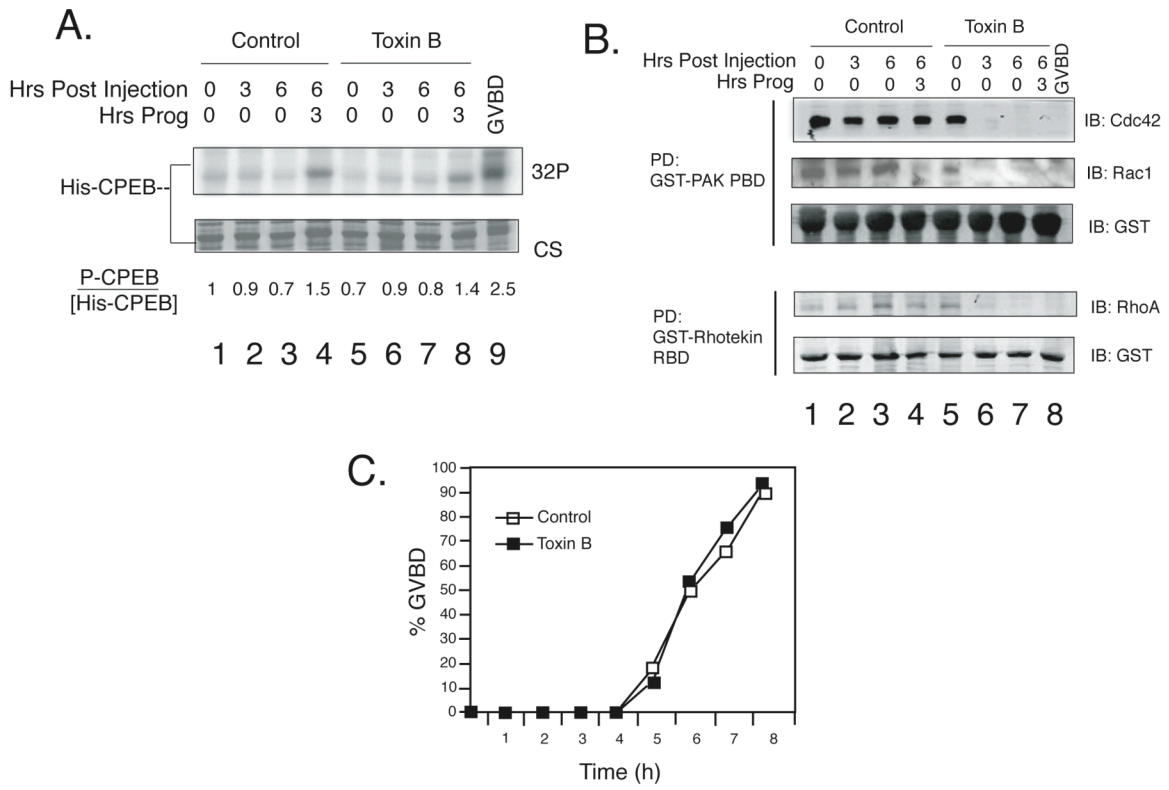 A.
Control Toxin B
Hrs Post Injection 0 3 6 6 0 3 6 6 GVBD
Hrs Prog 0 0 0 3 0 0 0 3
His-CPEB-- 32P
CS
P-CPEB
[His-CPEB]
1 0.9 0.7 1.5 0.7 0.9 0.8 1.4 2.5
1 2 3 4 5 6 7 8 9
B.
Control Toxin B
Hrs Post Injection 0 3 6 6 0 3 6 6 GVBD
Hrs Prog 0 0 0 3 0 0 0 3
PD:
GST-PAK PBD
IB: Cdc42
IB: Rac1
IB: GST
PD:
GST-Rhotekin
RBD
IB: RhoA
IB: GST
1 2 3 4 5 6 7 8
C.
% GVBD
100
90
80
70
60
50
40
30
20
10
0
Control
Toxin B
1 2 3 4 5 6 7 8
Time (h)